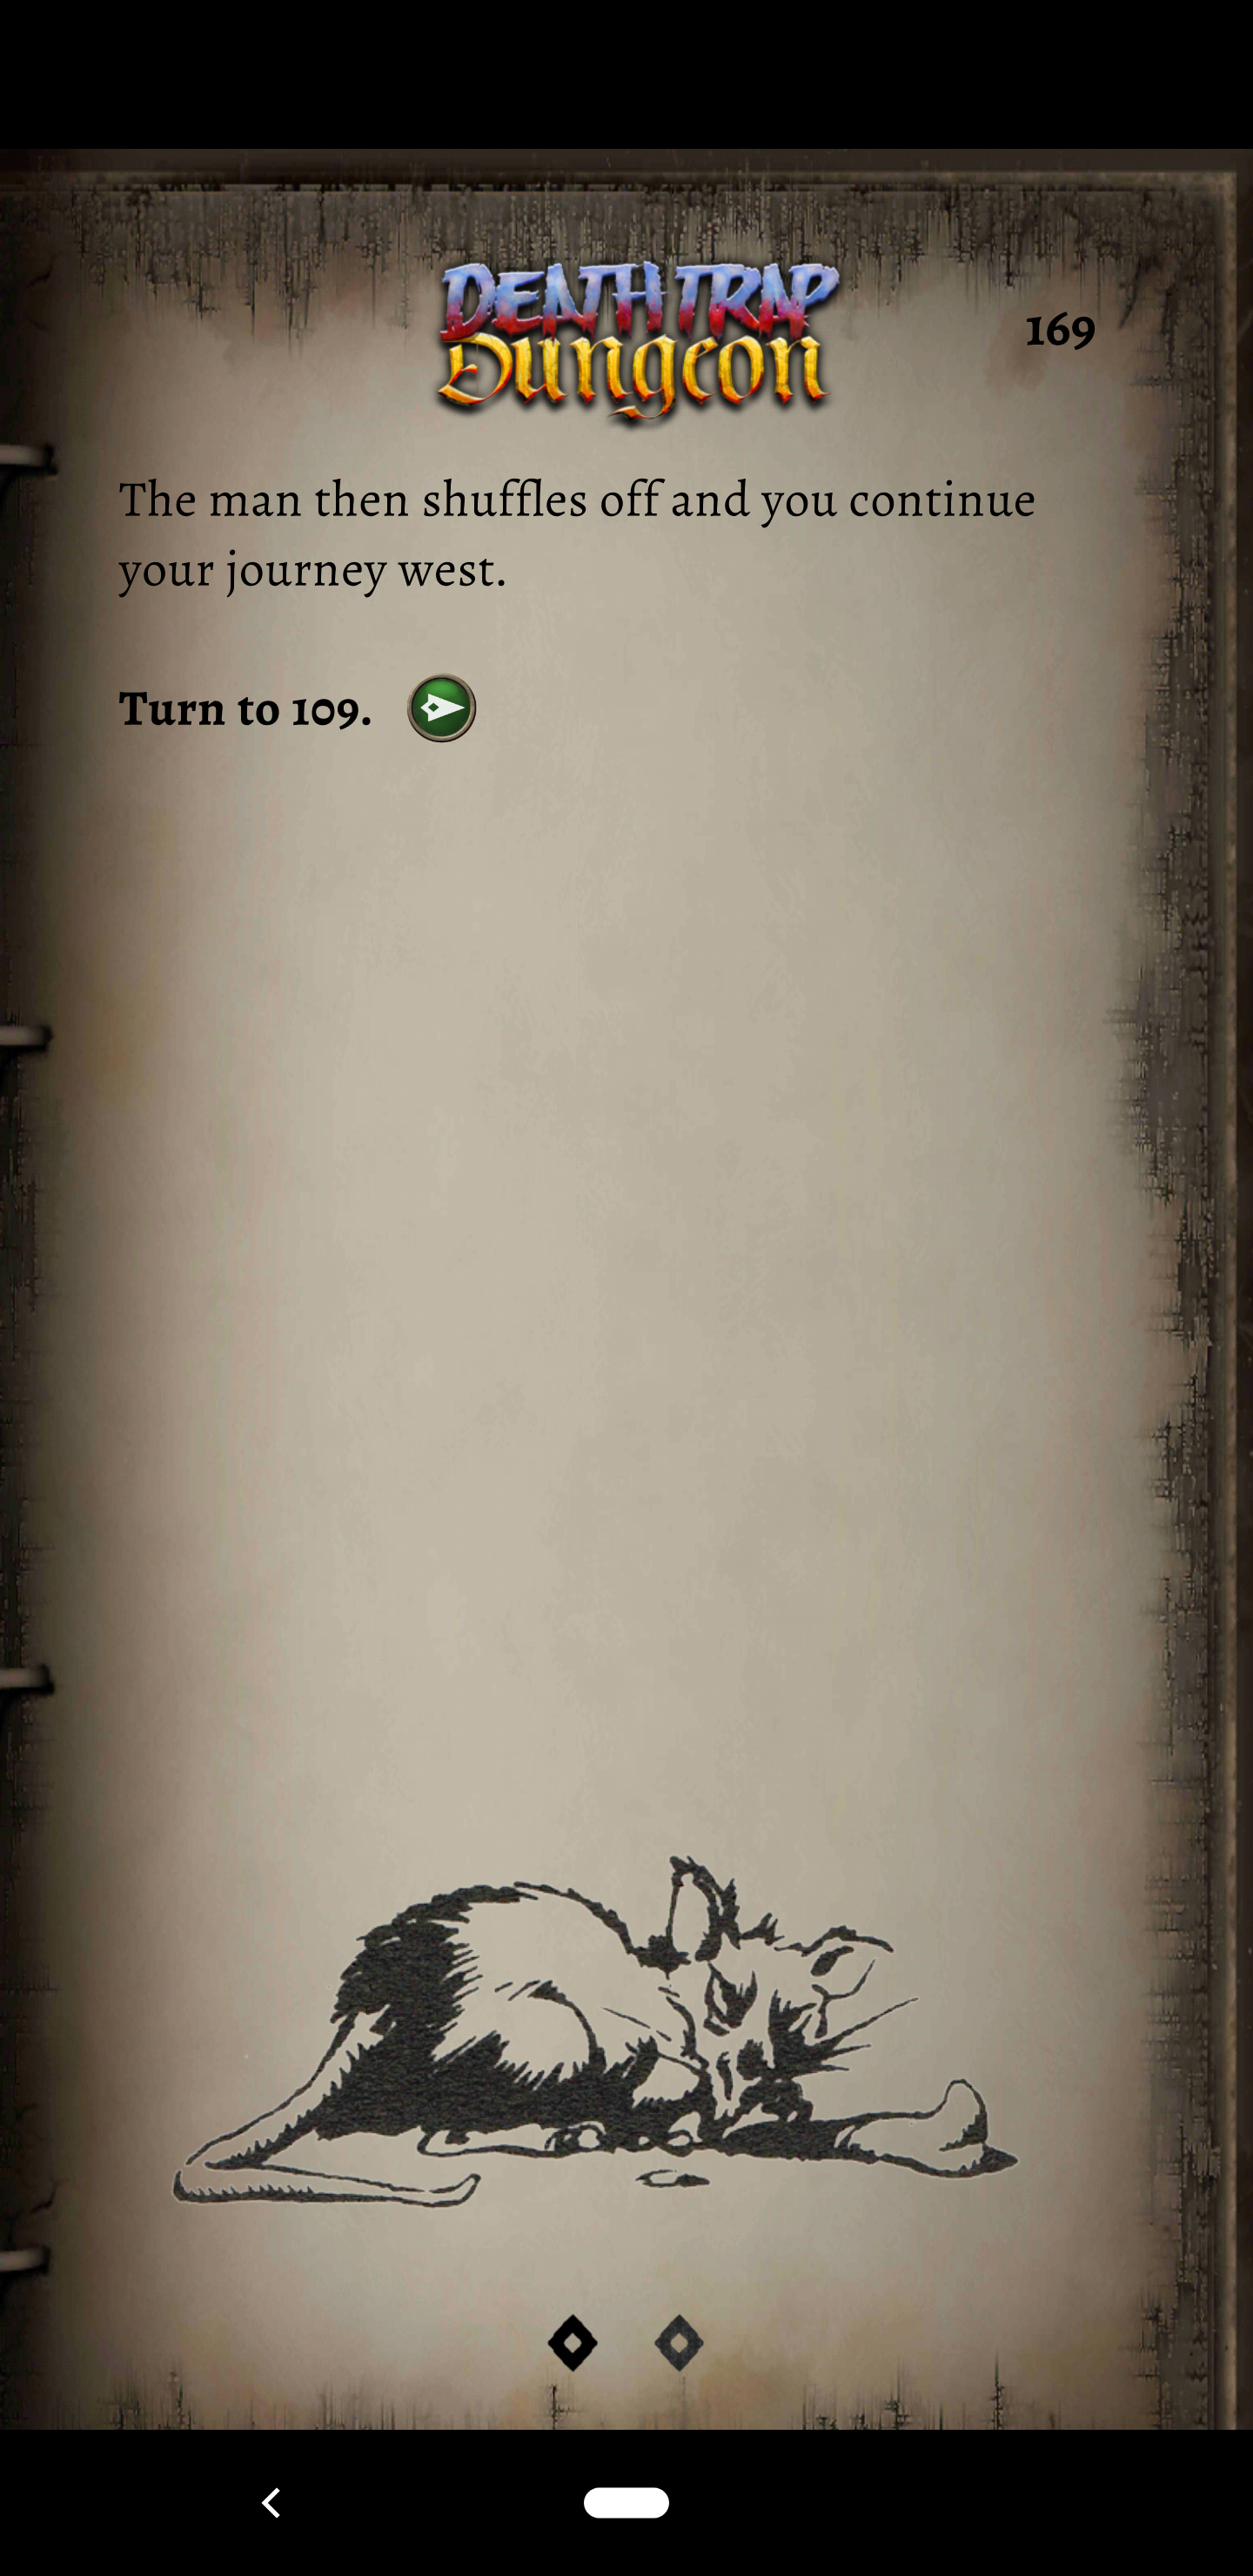 DEATHTRAP
Dungeon
169
The man then shuffles off and you continue
your journey west.
Turn to 109.